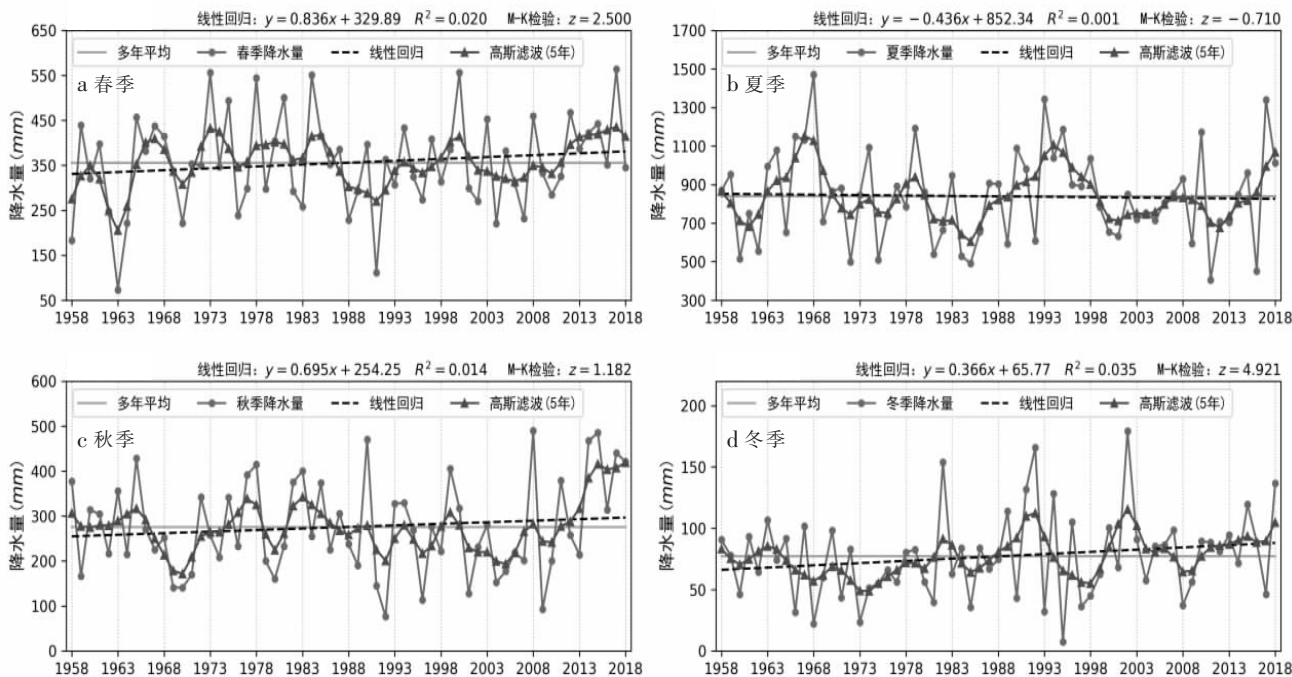 线性回归: y = 0.836x + 329.89 R² = 0.020 M-K检验: z = 2.500
650
550
450
350
250
150
50
降水量 (mm)
多年平均 春季降水量 线性回归 高斯滤波(5年)
a 春季
1958 1963 1968 1973 1978 1983 1988 1993 1998 2003 2008 2013 2018
线性回归: y = −0.436x + 852.34 R² = 0.001 M-K检验: z = −0.710
1700
1500
1300
1100
900
700
500
300
降水量 (mm)
多年平均 夏季降水量 线性回归 高斯滤波(5年)
b 夏季
1958 1963 1968 1973 1978 1983 1988 1993 1998 2003 2008 2013 2018
线性回归: y = 0.695x + 254.25 R² = 0.014 M-K检验: z = 1.182
600
500
400
300
200
100
0
降水量 (mm)
多年平均 秋季降水量 线性回归 高斯滤波(5年)
c 秋季
1958 1963 1968 1973 1978 1983 1988 1993 1998 2003 2008 2013 2018
线性回归: y = 0.366x + 65.77 R² = 0.035 M-K检验: z = 4.921
200
150
100
50
0
降水量 (mm)
多年平均 冬季降水量 线性回归 高斯滤波(5年)
d 冬季
1958 1963 1968 1973 1978 1983 1988 1993 1998 2003 2008 2013 2018